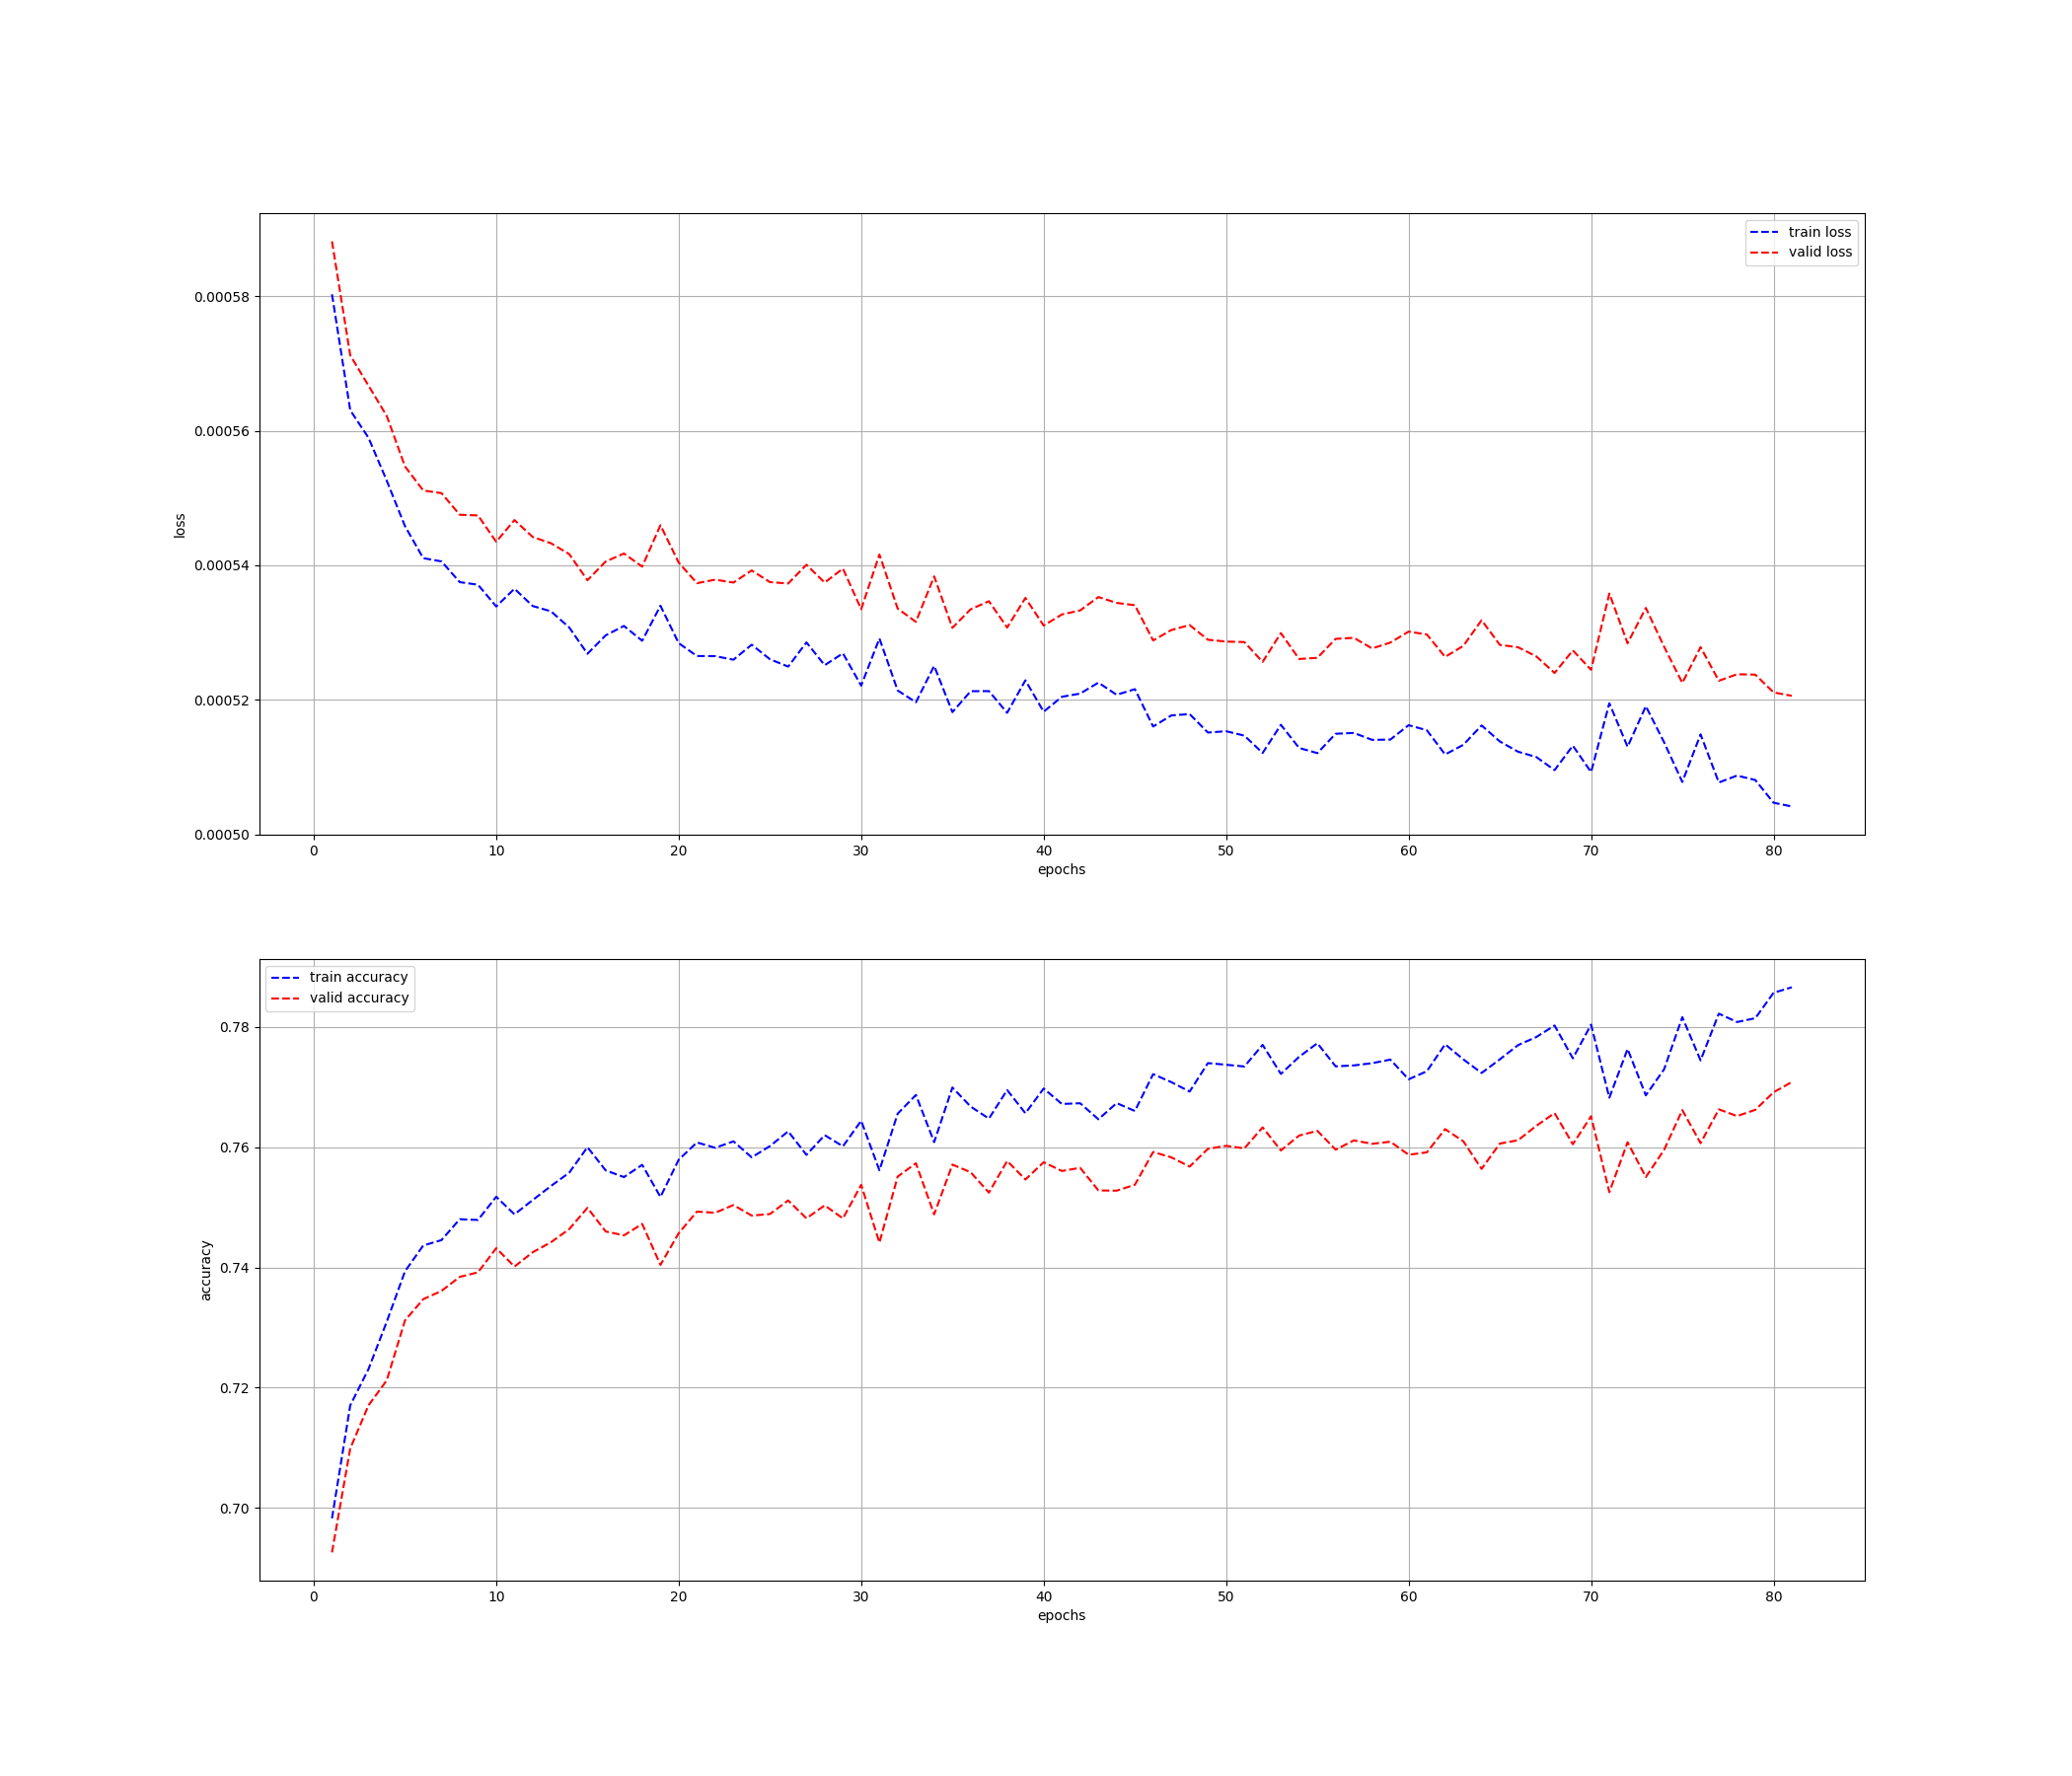 train loss
valid loss
0.00058
0.00056
0.00054
0.00052
0.00050
loss
0 10 20 30 40 50 60 70 80
epochs
train accuracy
valid accuracy
0.78
0.76
0.74
0.72
0.70
accuracy
0 10 20 30 40 50 60 70 80
epochs